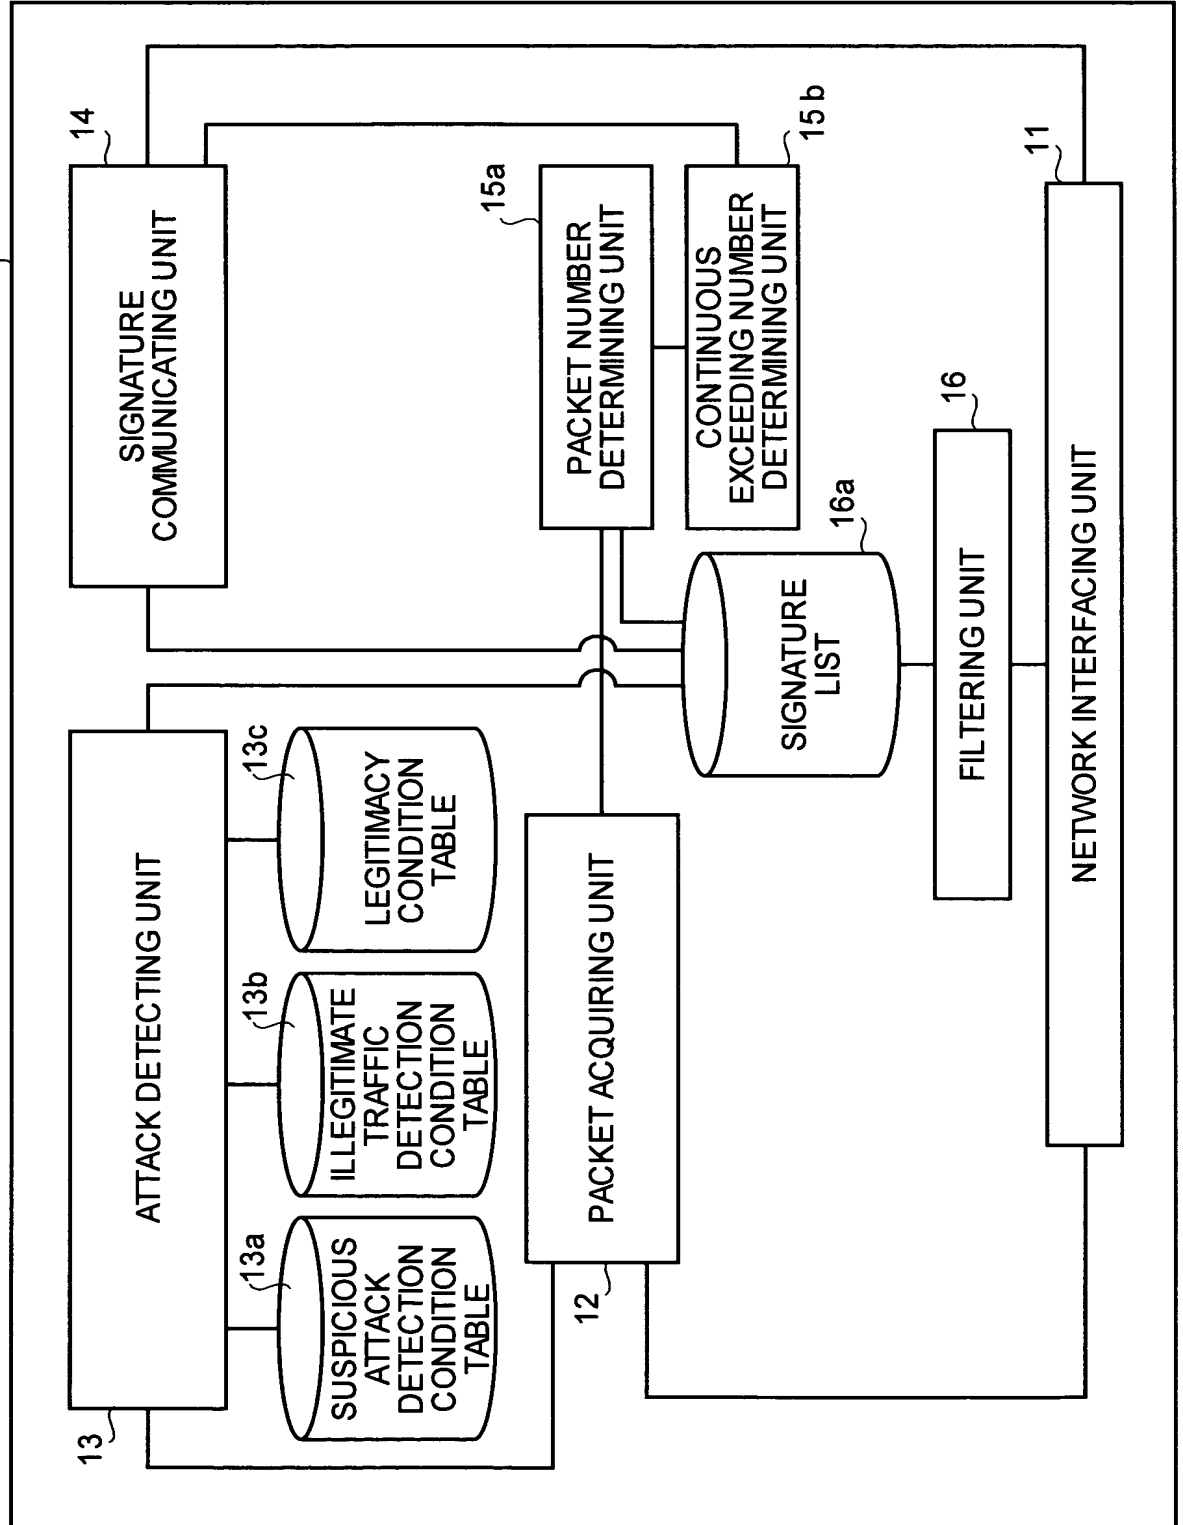 13
ATTACK DETECTING UNIT
14
SIGNATURE
COMMUNICATING UNIT
13a
SUSPICIOUS
ATTACK
DETECTION
CONDITION
TABLE
13b
ILLEGITIMATE
TRAFFIC
DETECTION
CONDITION
TABLE
13c
LEGITIMACY
CONDITION
TABLE
12
PACKET ACQUIRING UNIT
15a
PACKET NUMBER
DETERMINING UNIT
15b
CONTINUOUS
EXCEEDING NUMBER
DETERMINING UNIT
16a
SIGNATURE
LIST
16
FILTERING UNIT
11
NETWORK INTERFACING UNIT